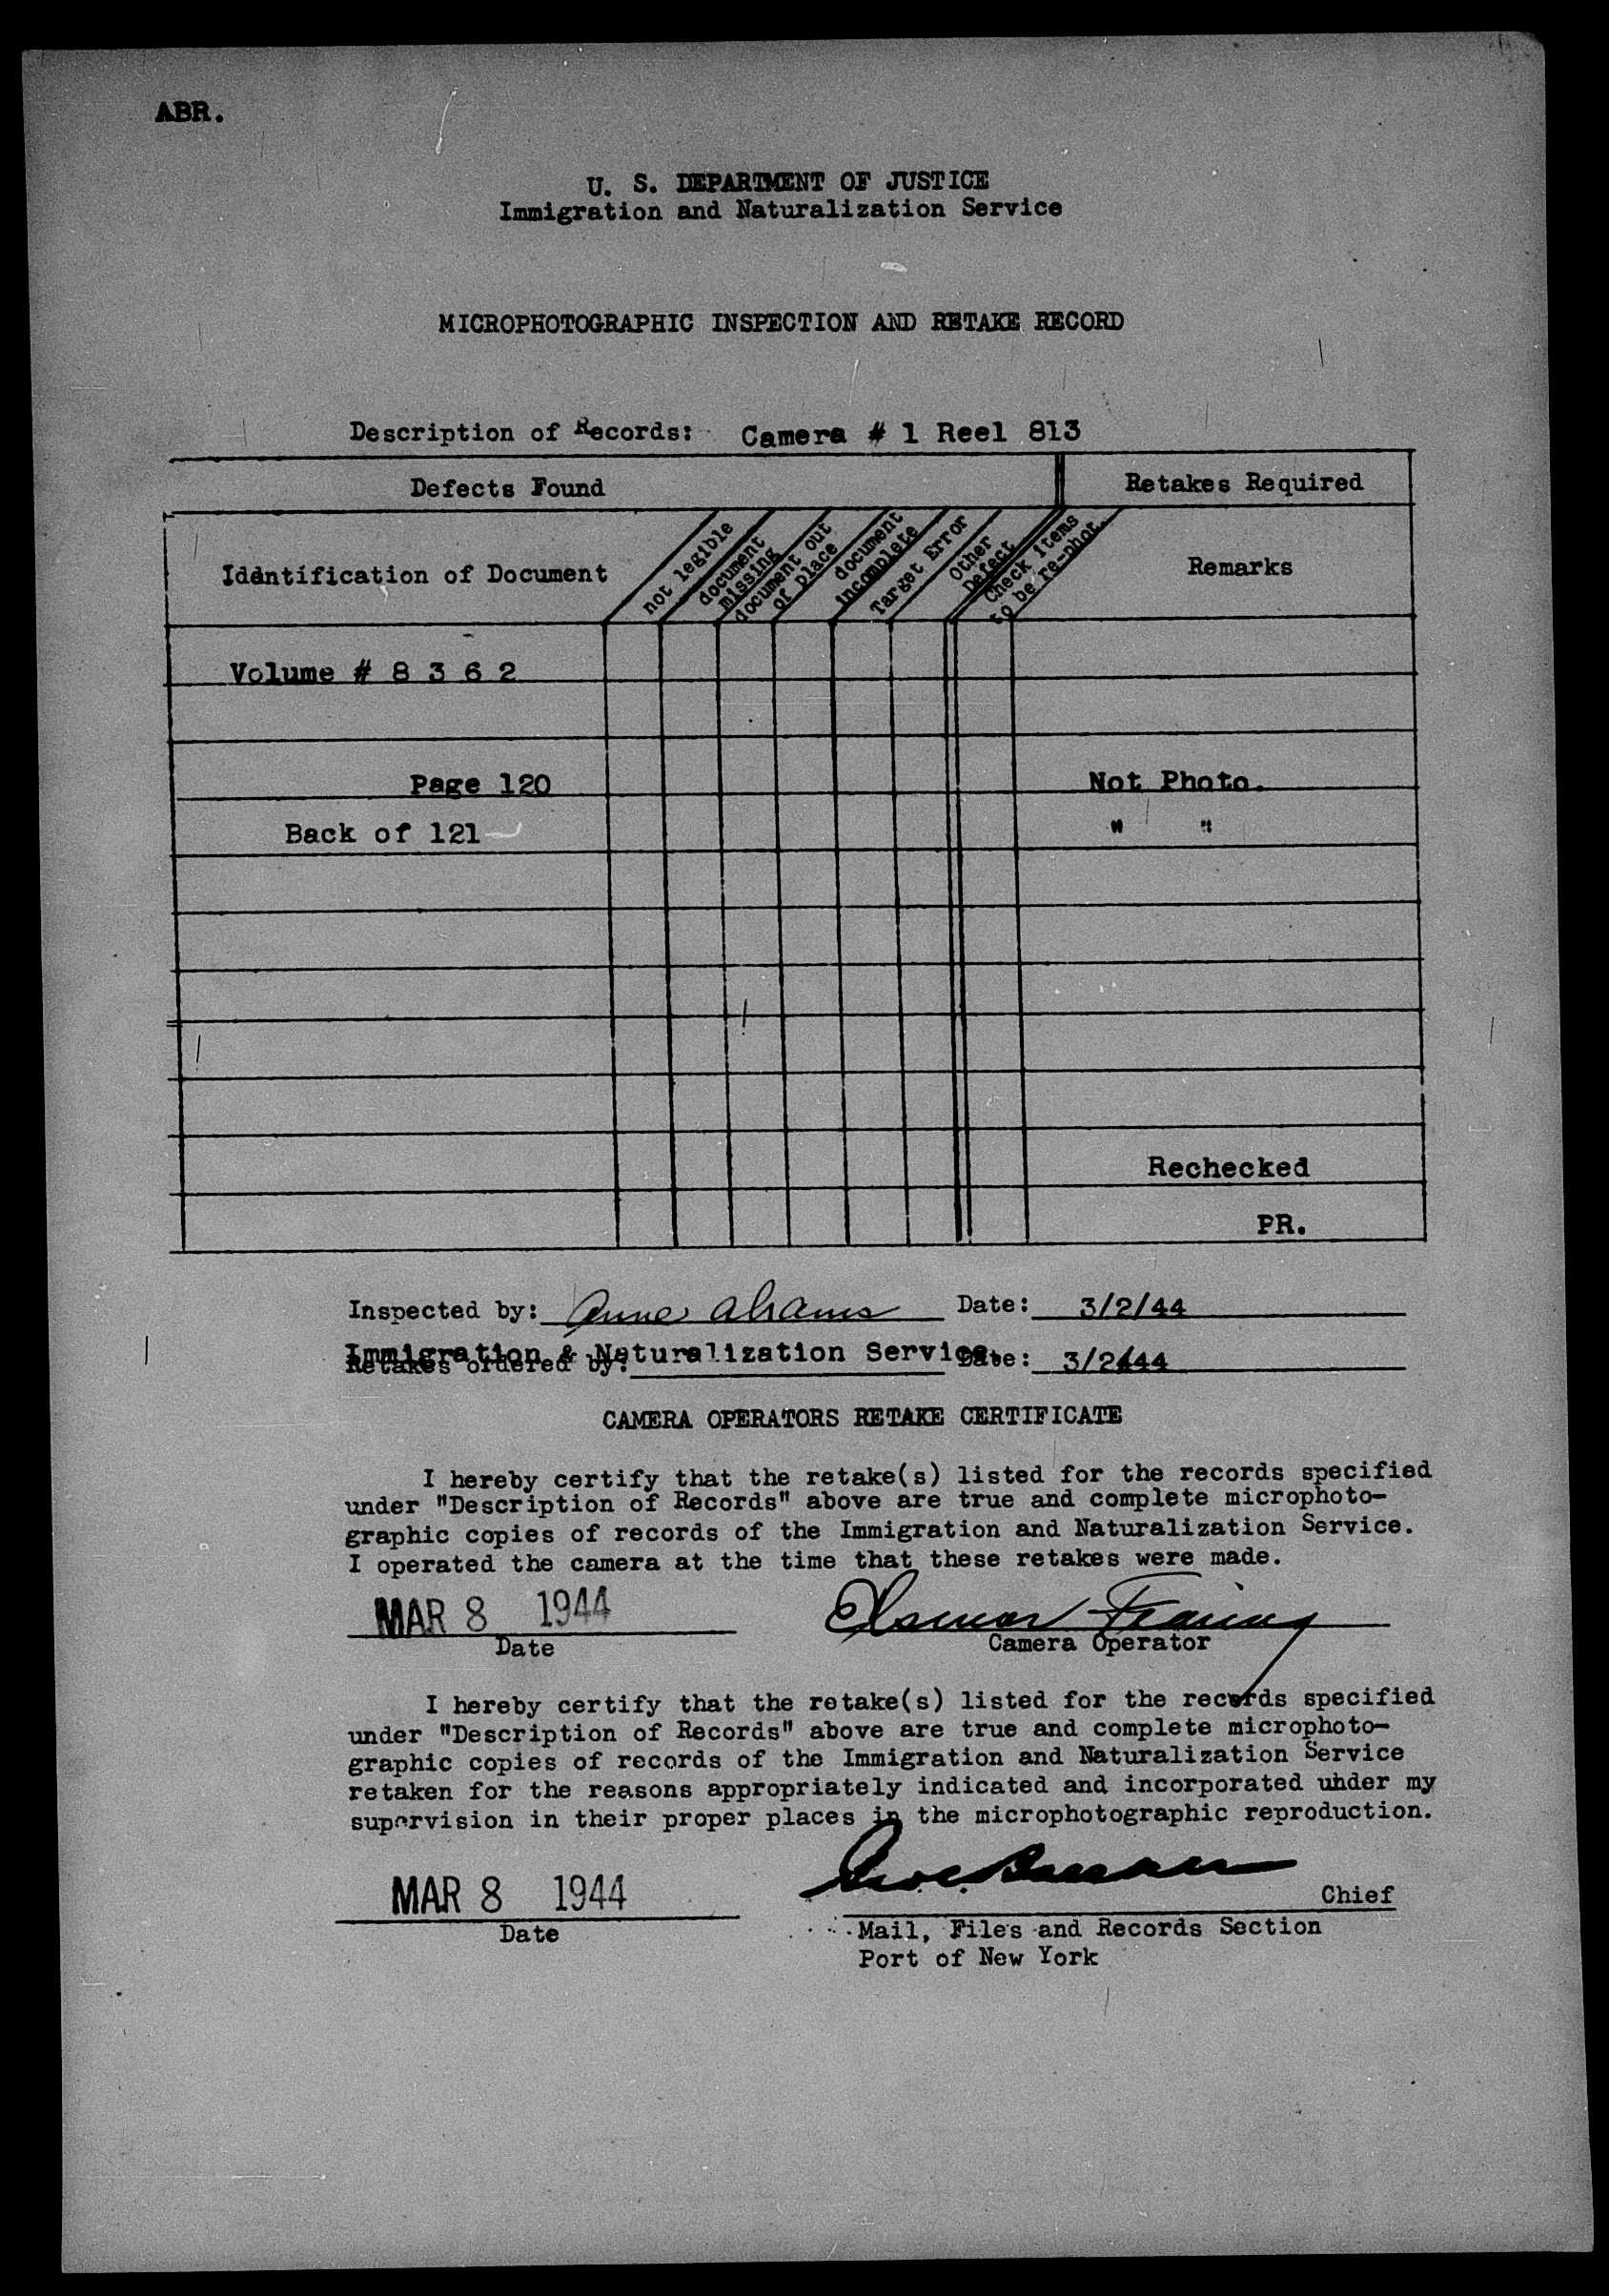 ABR.
U. S. DEPARTMENT OF JUSTICE
Immigration and Naturalization Service
MICROPHOTOGRAPHIC INSPECTION AND RETAKE RECORD
Description of Records: Camera # 1 Reel 813
Defects Found
Retakes Required
Identification of Document
not legible
document missing
document out of place
document incomplete
Target Error
Other Defect
Check items to be re-phot.
Remarks
Volume # 8 3 6 2
Page 120 Not Photo.
Back of 121 " "
Rechecked
PR.
Inspected by: Anne Abrams Date: 3/2/44
Immigration & Naturalization Service.
Retakes ordered by: Date: 3/2/44
CAMERA OPERATORS RETAKE CERTIFICATE
I hereby certify that the retake(s) listed for the records specified
under "Description of Records" above are true and complete microphoto-
graphic copies of records of the Immigration and Naturalization Service.
I operated the camera at the time that these retakes were made.
MAR 8 1944
Date
Camera Operator
I hereby certify that the retake(s) listed for the records specified
under "Description of Records" above are true and complete microphoto-
graphic copies of records of the Immigration and Naturalization Service
retaken for the reasons appropriately indicated and incorporated under my
supervision in their proper places in the microphotographic reproduction.
MAR 8 1944
Date
Chief
Mail, Files and Records Section
Port of New York